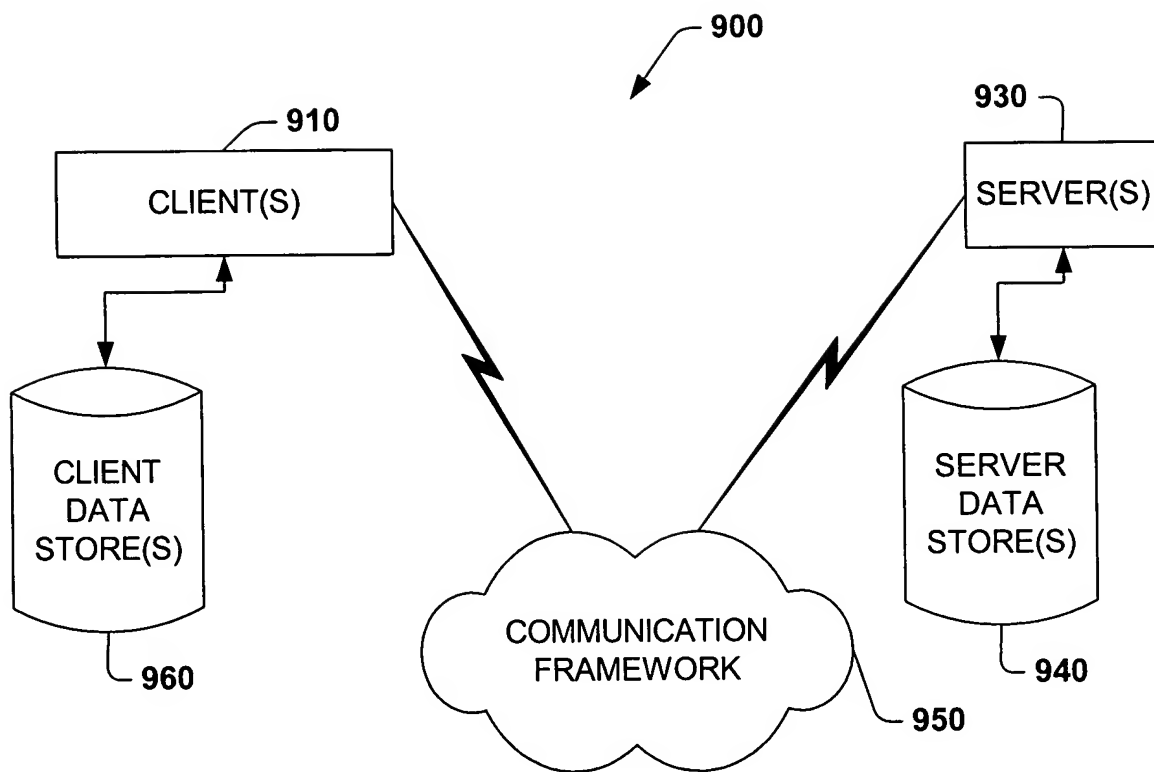 900
910
930
CLIENT(S)
SERVER(S)
CLIENT
DATA
STORE(S)
SERVER
DATA
STORE(S)
COMMUNICATION
FRAMEWORK
960
940
950